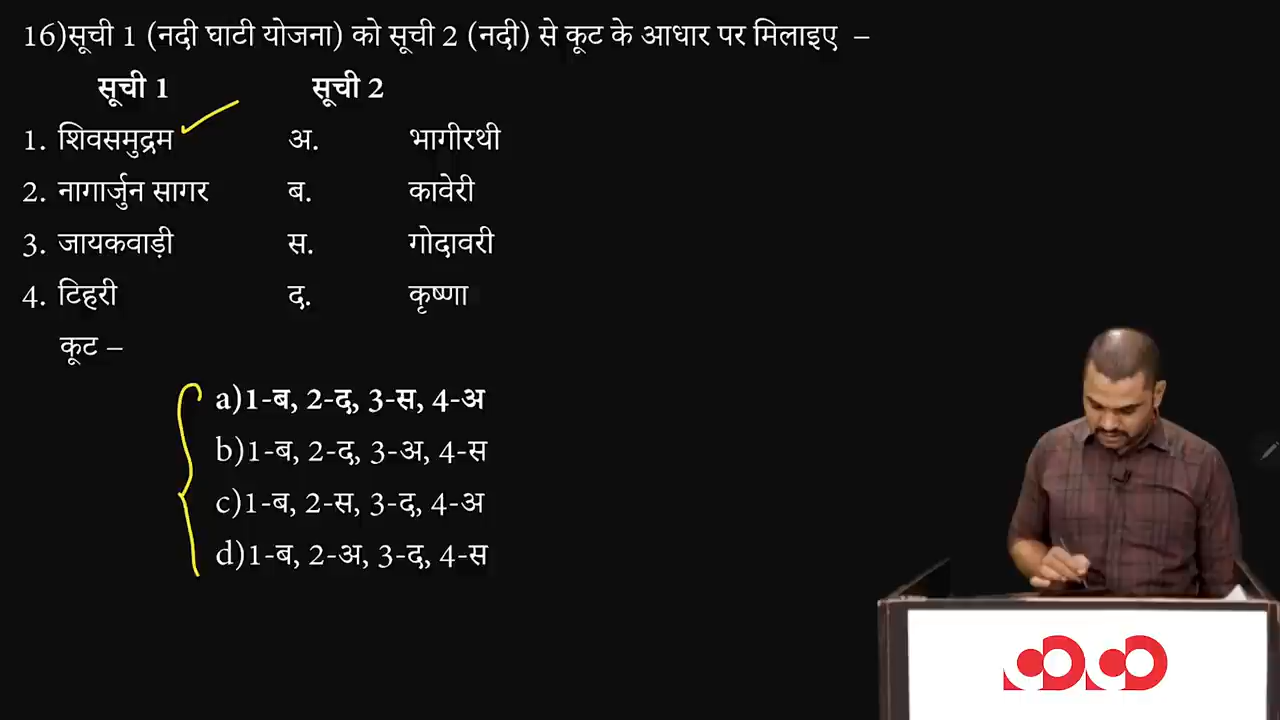 16)सूची 1 (नदी घाटी योजना) को सूची 2 (नदी) से कूट के आधार पर मिलाइए –
सूची 1 सूची 2
1. शिवसमुद्रम अ. भागीरथी
2. नागार्जुन सागर ब. कावेरी
3. जायकवाड़ी स. गोदावरी
4. टिहरी द. कृष्णा
कूट –
a)1-ब, 2-द, 3-स, 4-अ
b)1-ब, 2-द, 3-अ, 4-स
c)1-ब, 2-स, 3-द, 4-अ
d)1-ब, 2-अ, 3-द, 4-स